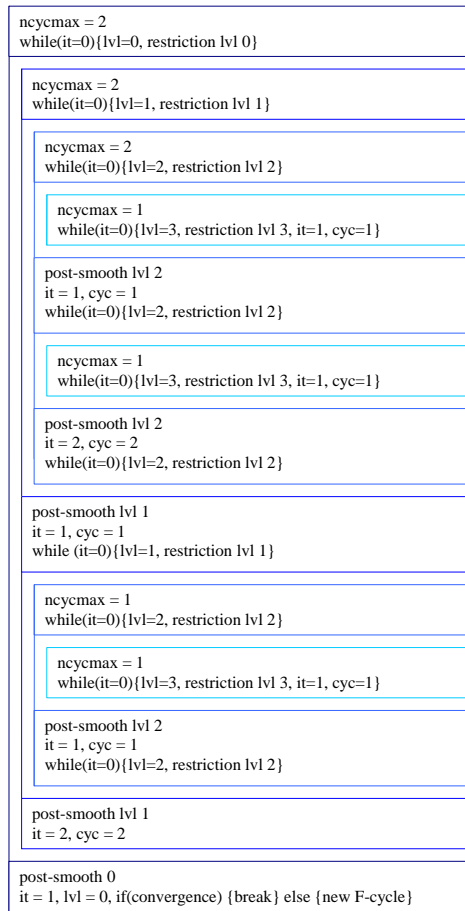 ncycmax = 2
while(it=0){lvl=0, restriction lvl 0}
ncycmax = 2
while(it=0){lvl=1, restriction lvl 1}
ncycmax = 2
while(it=0){lvl=2, restriction lvl 2}
ncycmax = 1
while(it=0){lvl=3, restriction lvl 3, it=1, cyc=1}
post-smooth lvl 2
it = 1, cyc = 1
while(it=0){lvl=2, restriction lvl 2}
ncycmax = 1
while(it=0){lvl=3, restriction lvl 3, it=1, cyc=1}
post-smooth lvl 2
it = 2, cyc = 2
while(it=0){lvl=2, restriction lvl 2}
post-smooth lvl 1
it = 1, cyc = 1
while (it=0){lvl=1, restriction lvl 1}
ncycmax = 1
while(it=0){lvl=2, restriction lvl 2}
ncycmax = 1
while(it=0){lvl=3, restriction lvl 3, it=1, cyc=1}
post-smooth lvl 2
it = 1, cyc = 1
while(it=0){lvl=2, restriction lvl 2}
post-smooth lvl 1
it = 2, cyc = 2
post-smooth 0
it = 1, lvl = 0, if(convergence) {break} else {new F-cycle}